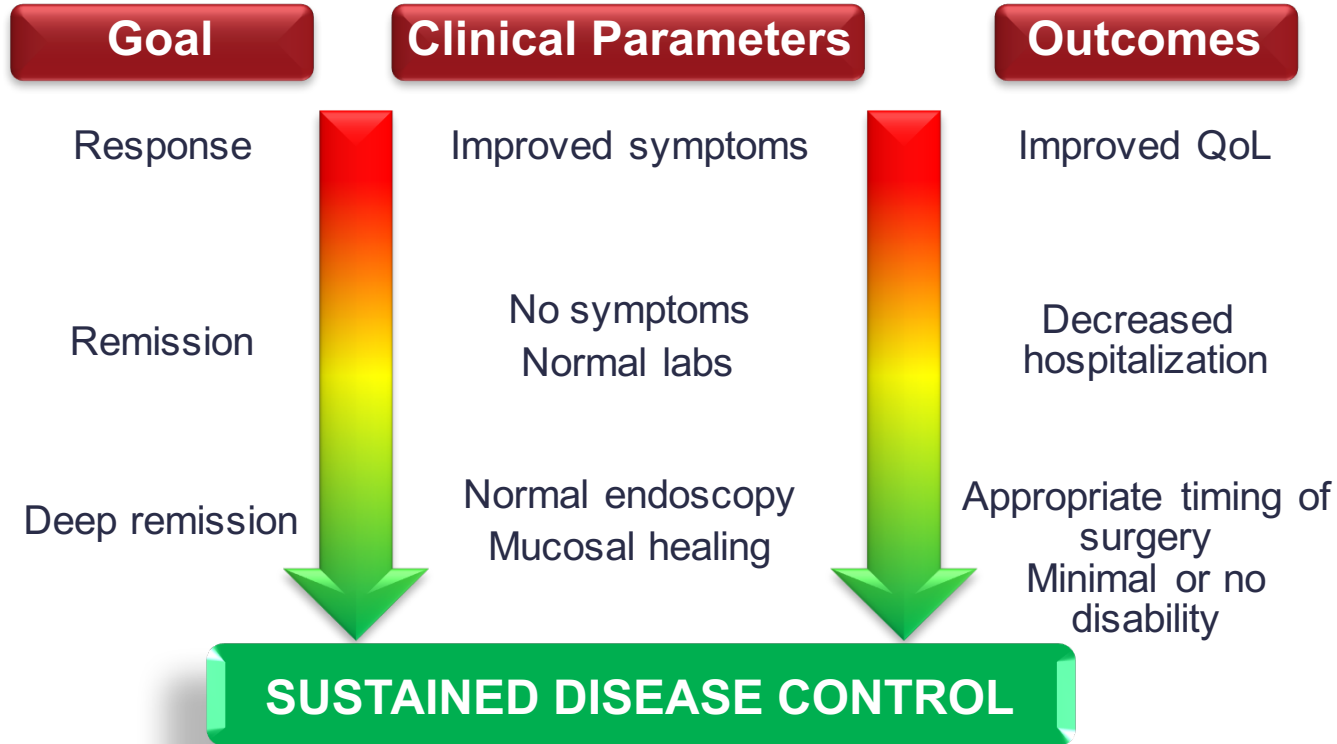 Goal
Clinical Parameters
Outcomes
Response
Improved symptoms
Improved QoL
Remission
No symptoms
Normal labs
Decreased
hospitalization
Deep remission
Normal endoscopy
Mucosal healing
Appropriate timing of
surgery
Minimal or no
disability
SUSTAINED DISEASE CONTROL